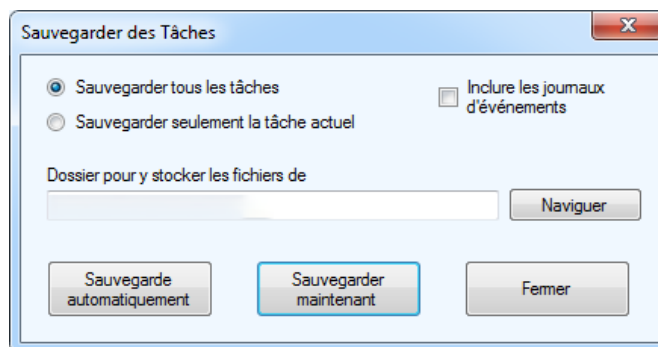 Sauvegarder des Tâches
Sauvegarder tous les tâches
Inclure les journaux
d'événements
Sauvegarder seulement la tâche actuel
Dossier pour y stocker les fichiers de
Naviguer
Sauvegarde
automatiquement
Sauvegarder
maintenant
Fermer